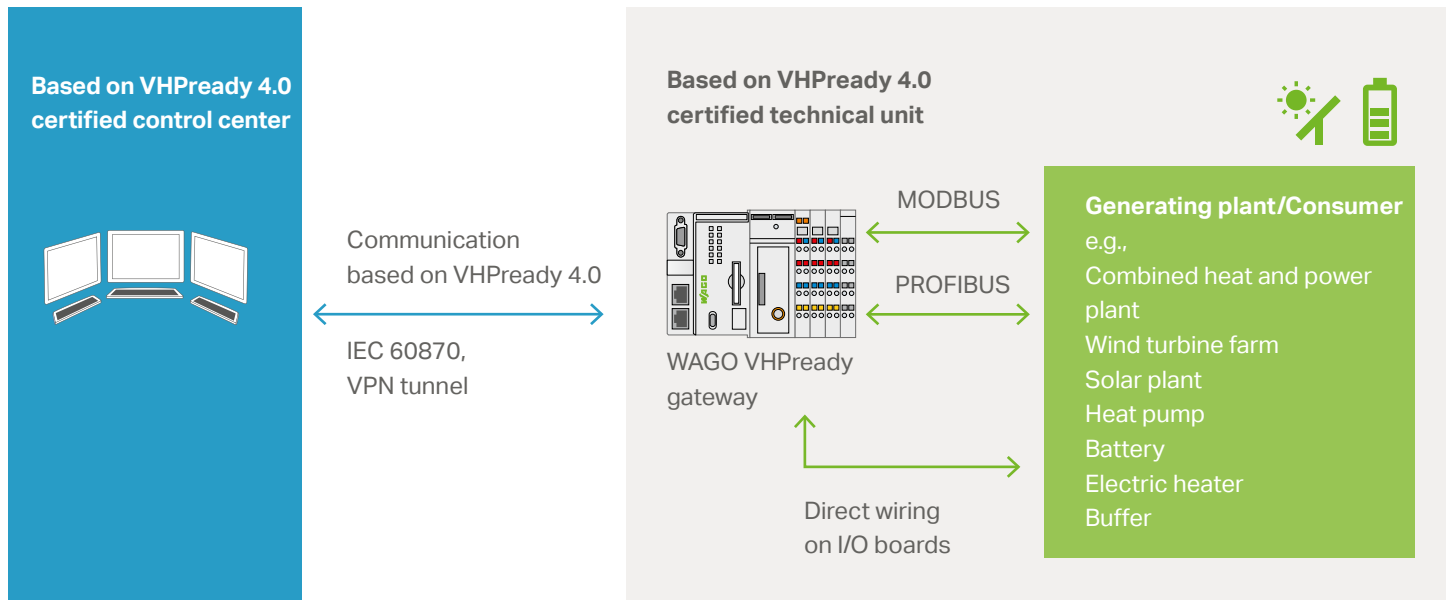 Based on VHPready 4.0
certified control center
Communication
based on VHPready 4.0
IEC 60870,
VPN tunnel
Based on VHPready 4.0
certified technical unit
WAGO
WAGO VHPready
gateway
MODBUS
PROFIBUS
Direct wiring
on I/O boards
Generating plant/Consumer
e.g.,
Combined heat and power
plant
Wind turbine farm
Solar plant
Heat pump
Battery
Electric heater
Buffer